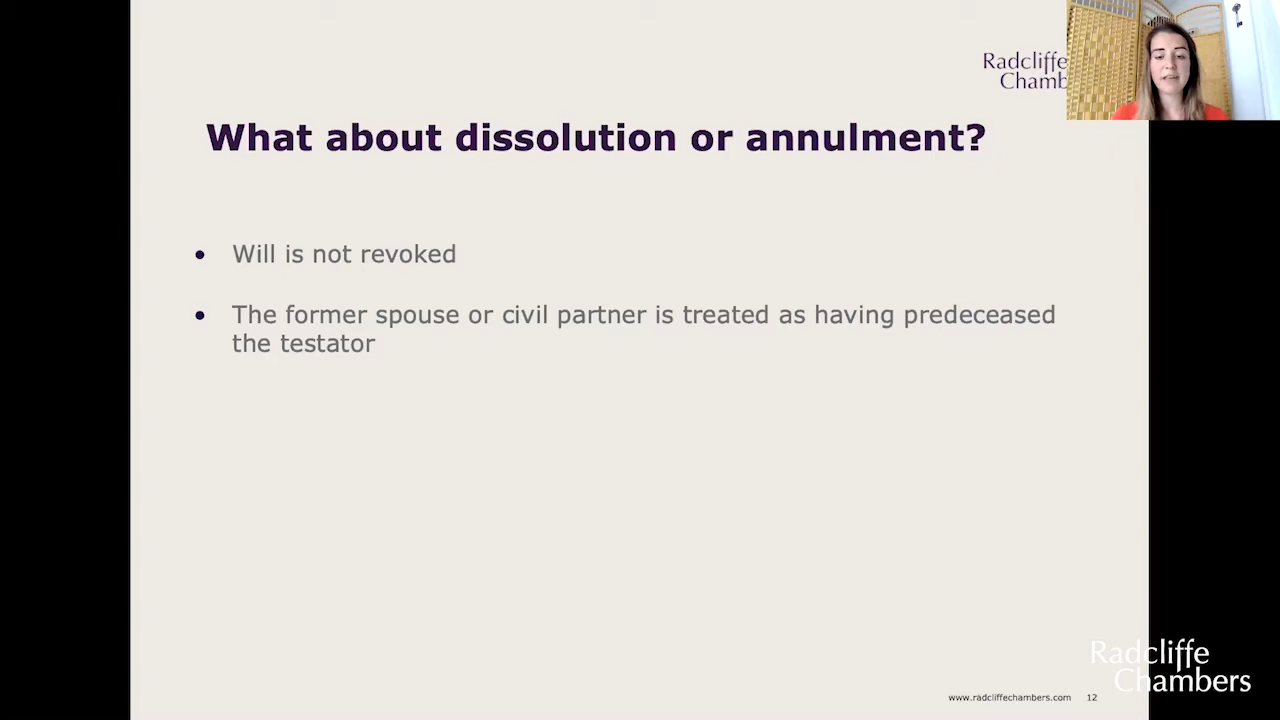 Radcliffe
Chamb
What about dissolution or annulment?
• Will is not revoked
• The former spouse or civil partner is treated as having predeceased
the testator
Radcliffe
Chambers
www.radcliffechambers.com 12